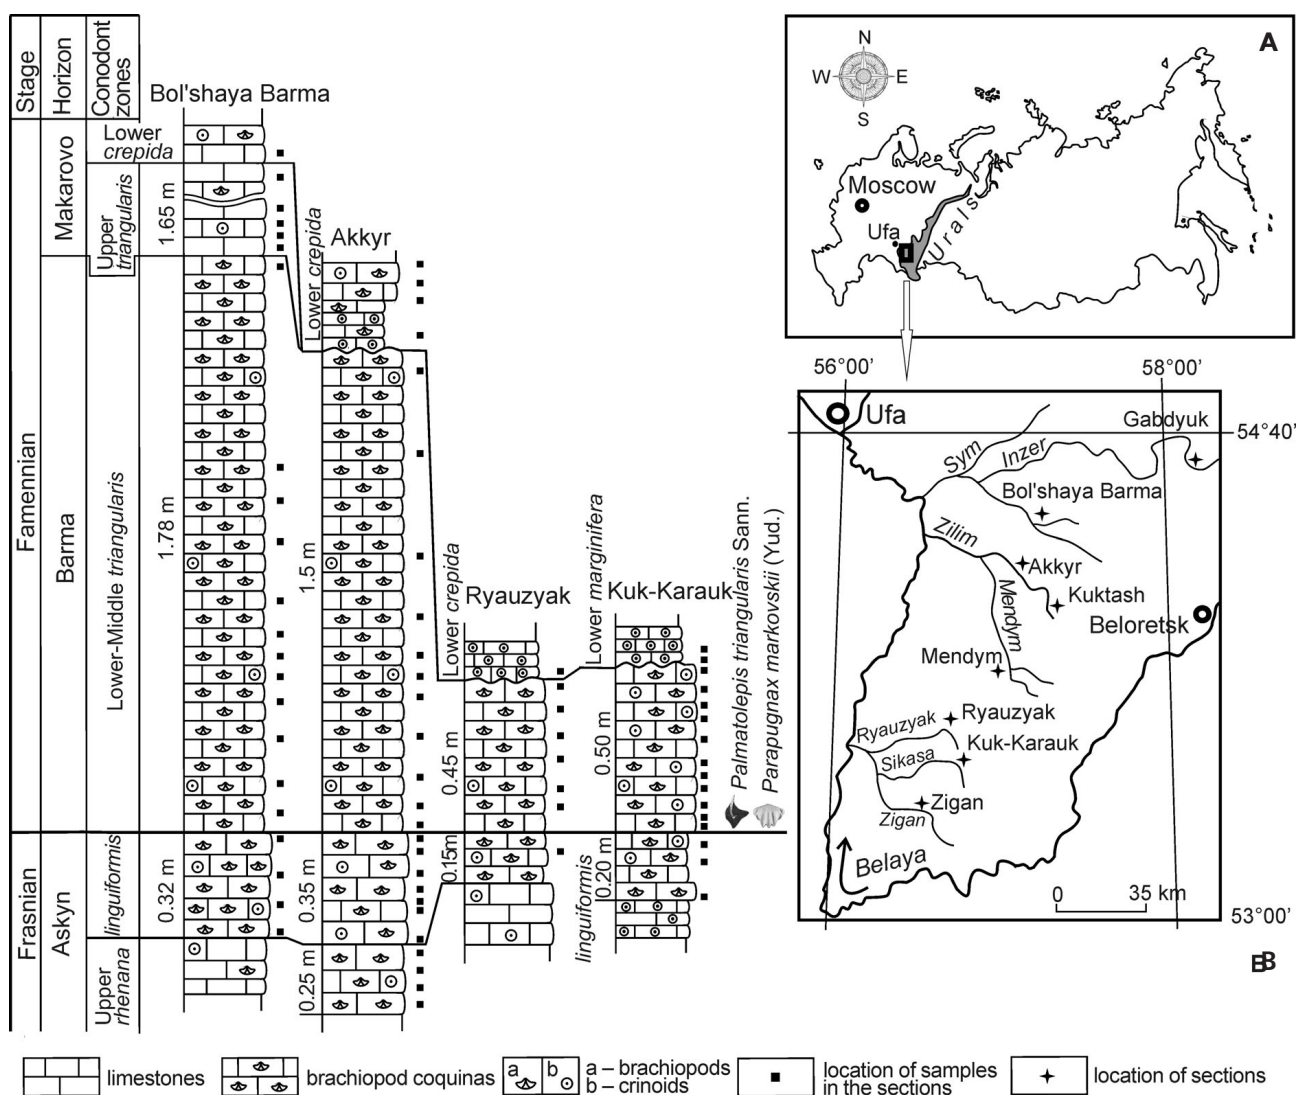 Stage
Horizon
Conodont
zones
Bol'shaya Barma
Lower
crepida
Makarovo
Upper
triangularis
1.65 m
Lower crepida
Akkyr
Famennian
Barma
Lower-Middle triangularis
1.78 m
1.5 m
Lower crepida
Ryauzyak
0.45 m
Lower marginifera
Kuk-Karauk
0.50 m
Palmatolepis triangularis Sann.
Parapugnax markovskii (Yud.)
Frasnian
Askyn
linguiformis
0.32 m
0.35 m
0.15m
linguiformis
0.20 m
Upper
rhenana
0.25 m
A
N
W
E
S
Moscow
Ufa
Urals
56°00'
58°00'
Ufa
Gabdyuk
54°40'
Sym
Inzer
Bol'shaya Barma
Zilim
Akkyr
Kuktash
Mendym
Beloretsk
Mendym
Ryauzyak
Ryauzyak
Kuk-Karauk
Sikasa
Zigan
Zigan
Belaya
0
35 km
53°00'
B
limestones
brachiopod coquinas
a
b
a – brachiopods
b – crinoids
location of samples
in the sections
location of sections